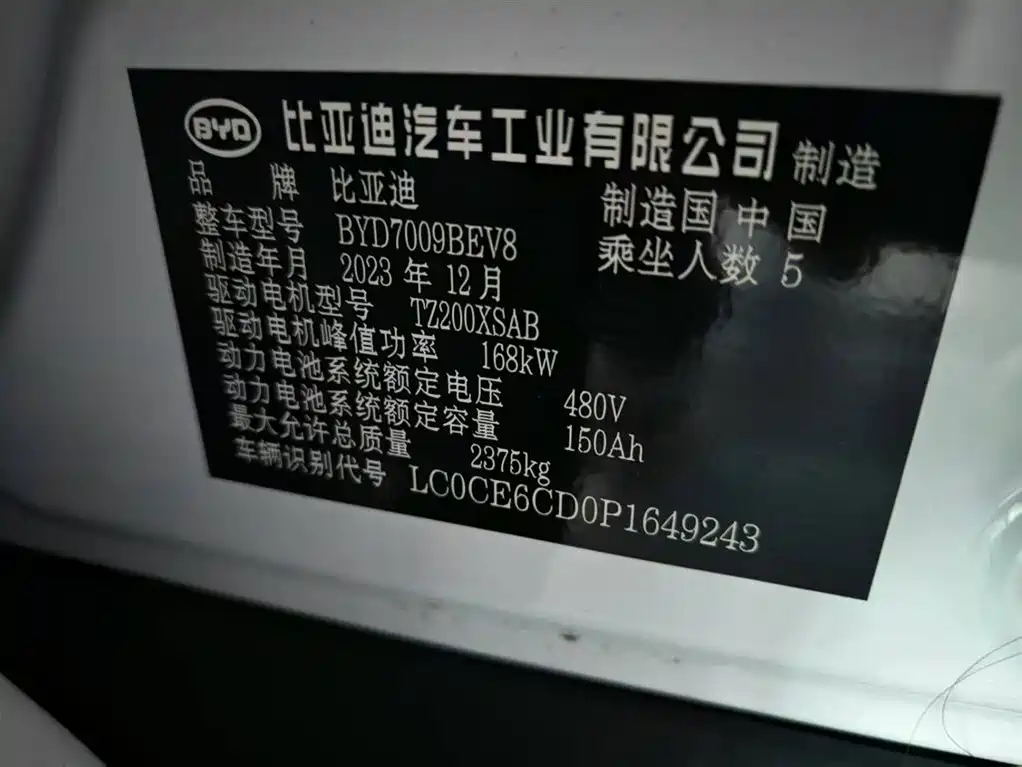 BYD 比亚迪汽车工业有限公司 制造
品 牌 比亚迪 制造国 中国
整车型号 BYD7009BEV8 乘坐人数 5
制造年月 2023 年 12 月
驱动电机型号 TZ200XSAB
驱动电机峰值功率 168kW
动力电池系统额定电压 480V
动力电池系统额定容量 150Ah
最大允许总质量 2375kg
车辆识别代号 LC0CE6CD0P1649243